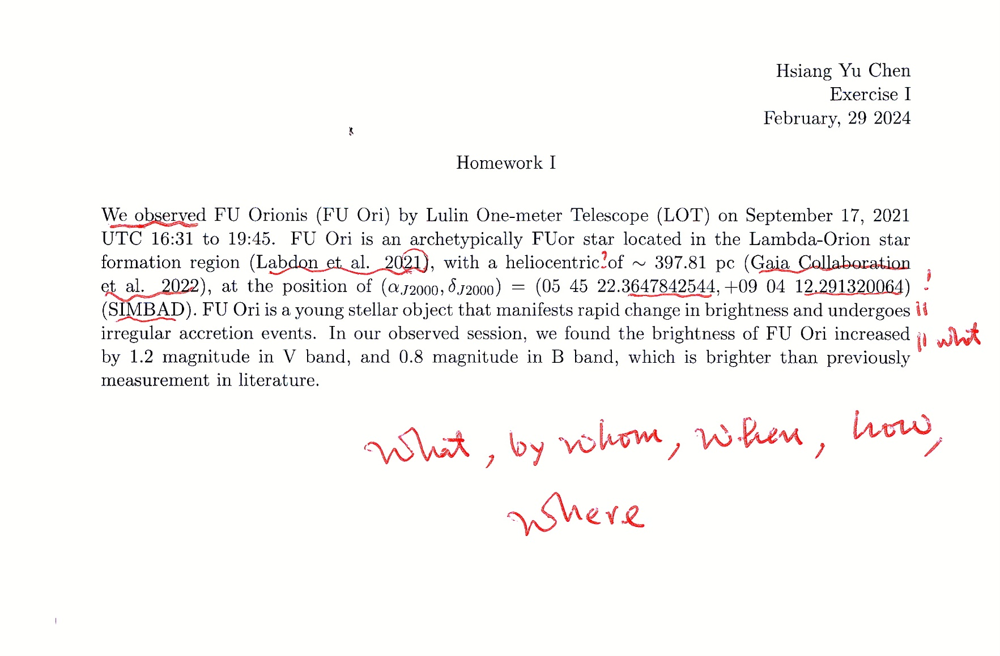 Hsiang Yu Chen
Exercise I
February, 29 2024
Homework I
We observed FU Orionis (FU Ori) by Lulin One-meter Telescope (LOT) on September 17, 2021
UTC 16:31 to 19:45. FU Ori is an archetypically FUor star located in the Lambda-Orion star
formation region (Labdon et al. 2021), with a heliocentric ? of ∼ 397.81 pc (Gaia Collaboration
et al. 2022), at the position of (αJ2000, δJ2000) = (05 45 22.3647842544, +09 04 12.291320064) !
(SIMBAD). FU Ori is a young stellar object that manifests rapid change in brightness and undergoes
irregular accretion events. In our observed session, we found the brightness of FU Ori increased what
by 1.2 magnitude in V band, and 0.8 magnitude in B band, which is brighter than previously
measurement in literature.
What, by whom, when, how,
where